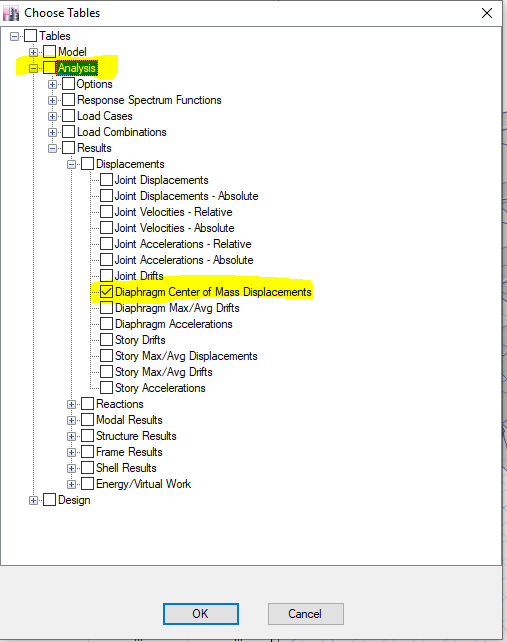 Choose Tables
Tables
Model
Analysis
Options
Response Spectrum Functions
Load Cases
Load Combinations
Results
Displacements
Joint Displacements
Joint Displacements - Absolute
Joint Velocities - Relative
Joint Velocities - Absolute
Joint Accelerations - Relative
Joint Accelerations - Absolute
Joint Drifts
Diaphragm Center of Mass Displacements
Diaphragm Max/Avg Drifts
Diaphragm Accelerations
Story Drifts
Story Max/Avg Displacements
Story Max/Avg Drifts
Story Accelerations
Reactions
Modal Results
Structure Results
Frame Results
Shell Results
Energy/Virtual Work
Design
OK Cancel